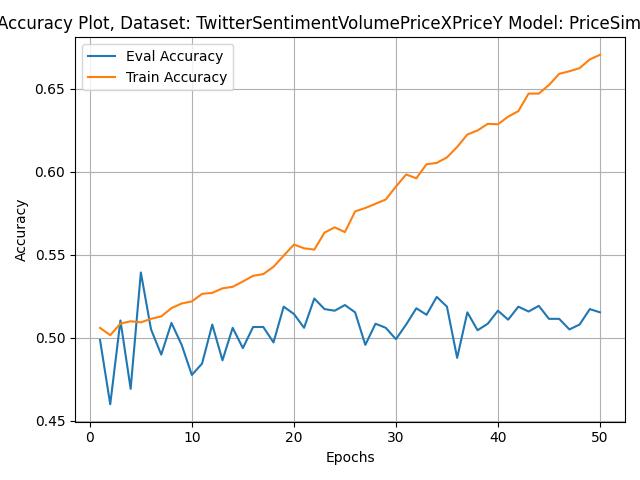 Accuracy Plot, Dataset: TwitterSentimentVolumePriceXPriceY Model: PriceSim
Eval Accuracy
Train Accuracy
0.65
0.60
0.55
0.50
0.45
Accuracy
0 10 20 30 40 50
Epochs